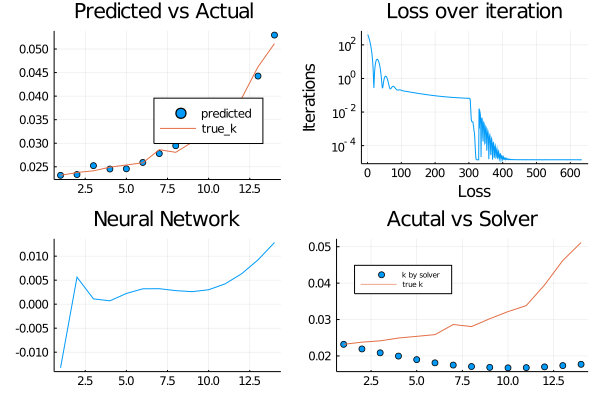 Predicted vs Actual
0.050
0.045
0.040
0.035
0.030
0.025
predicted
true_k
2.5 5.0 7.5 10.0 12.5
Loss over iteration
Iterations
10² 
10⁰
10⁻²
10⁻⁴
0 100 200 300 400 500 600
Loss
Neural Network
0.010
0.005
0.000
-0.005
-0.010
2.5 5.0 7.5 10.0 12.5
Acutal vs Solver
0.05
0.04
0.03
0.02
k by solver
true k
2.5 5.0 7.5 10.0 12.5